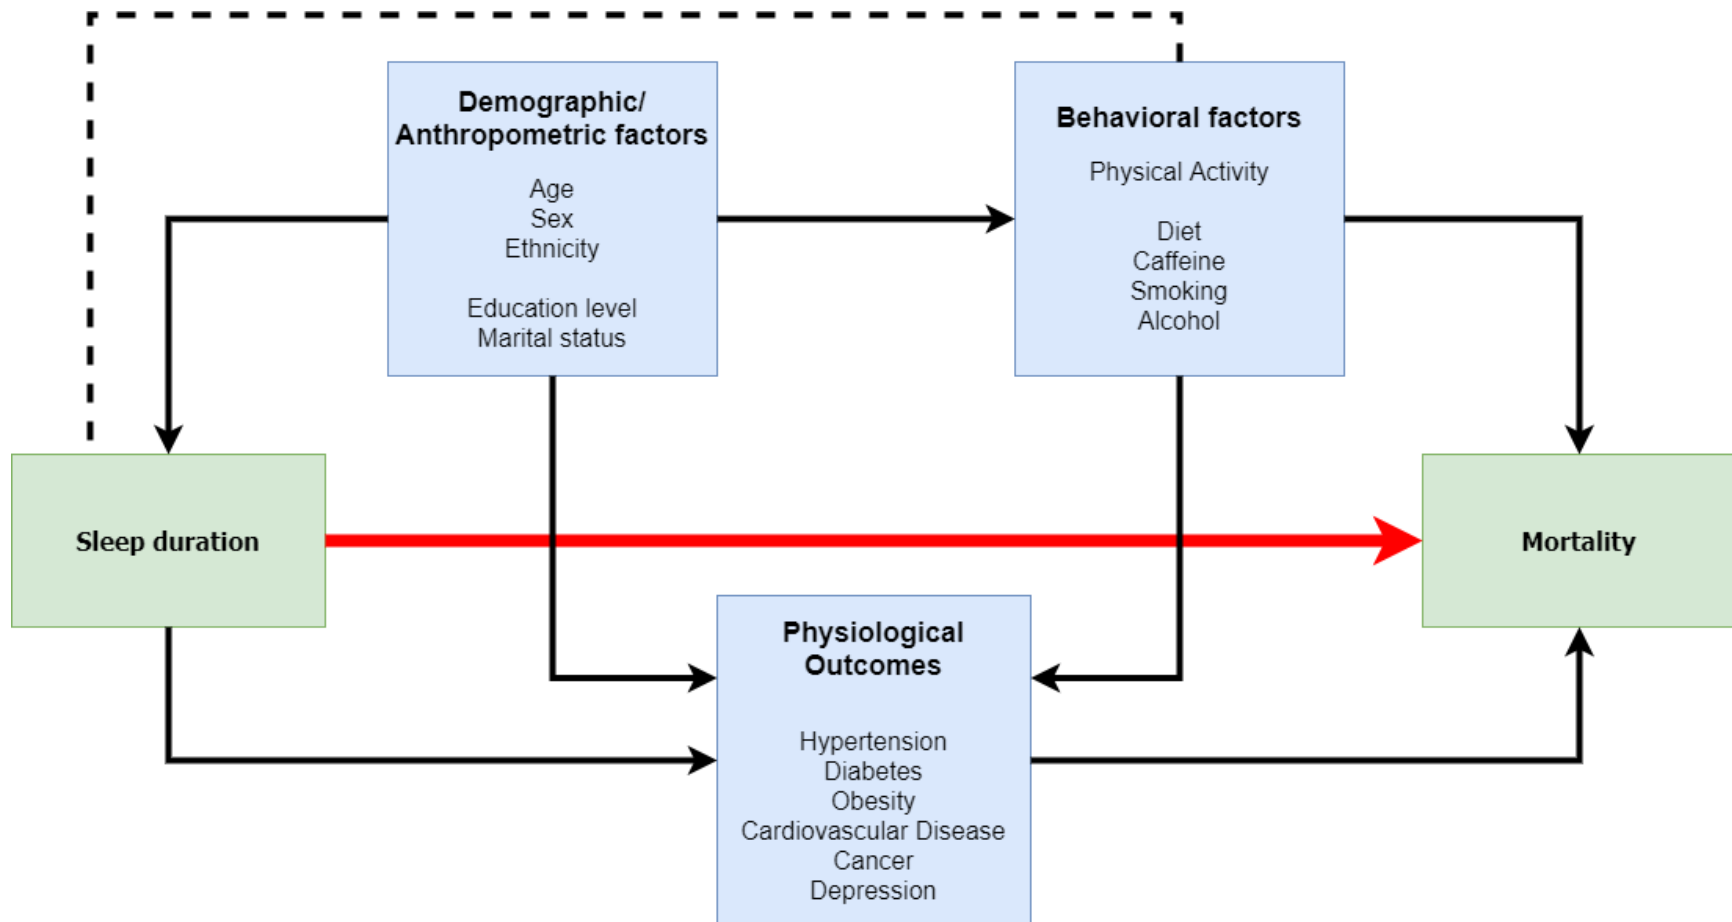 Demographic/
Anthropometric factors
Age
Sex
Ethnicity
Education level
Marital status
Behavioral factors
Physical Activity
Diet
Caffeine
Smoking
Alcohol
Sleep duration
Mortality
Physiological
Outcomes
Hypertension
Diabetes
Obesity
Cardiovascular Disease
Cancer
Depression